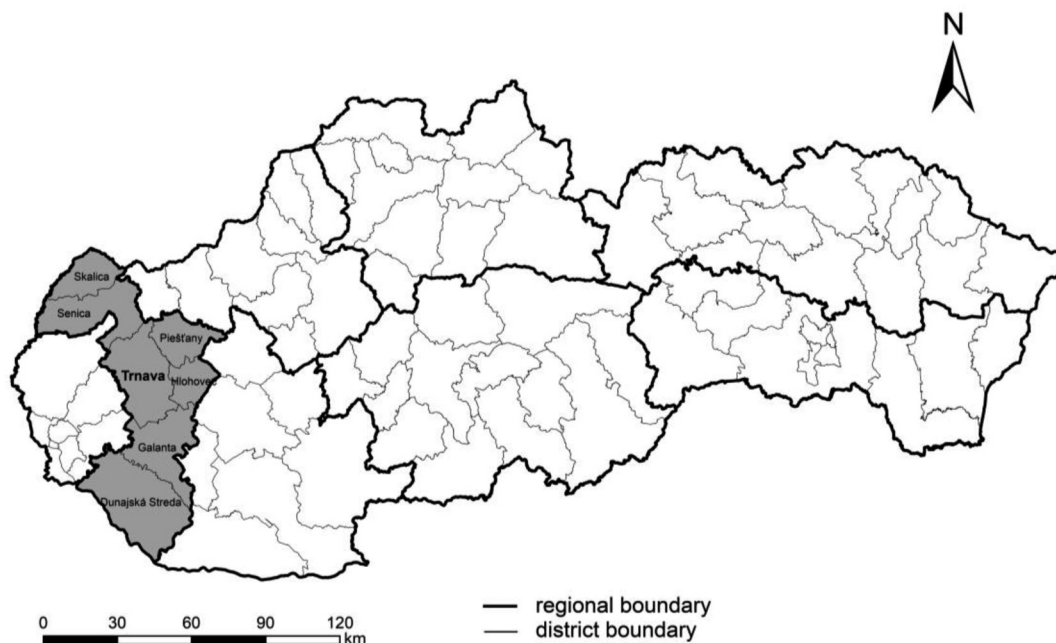 N
Skalica
Senica
Piešťany
Trnava
Hlohovec
Galanta
Dunajská Streda
0 30 60 90 120
km
regional boundary
district boundary